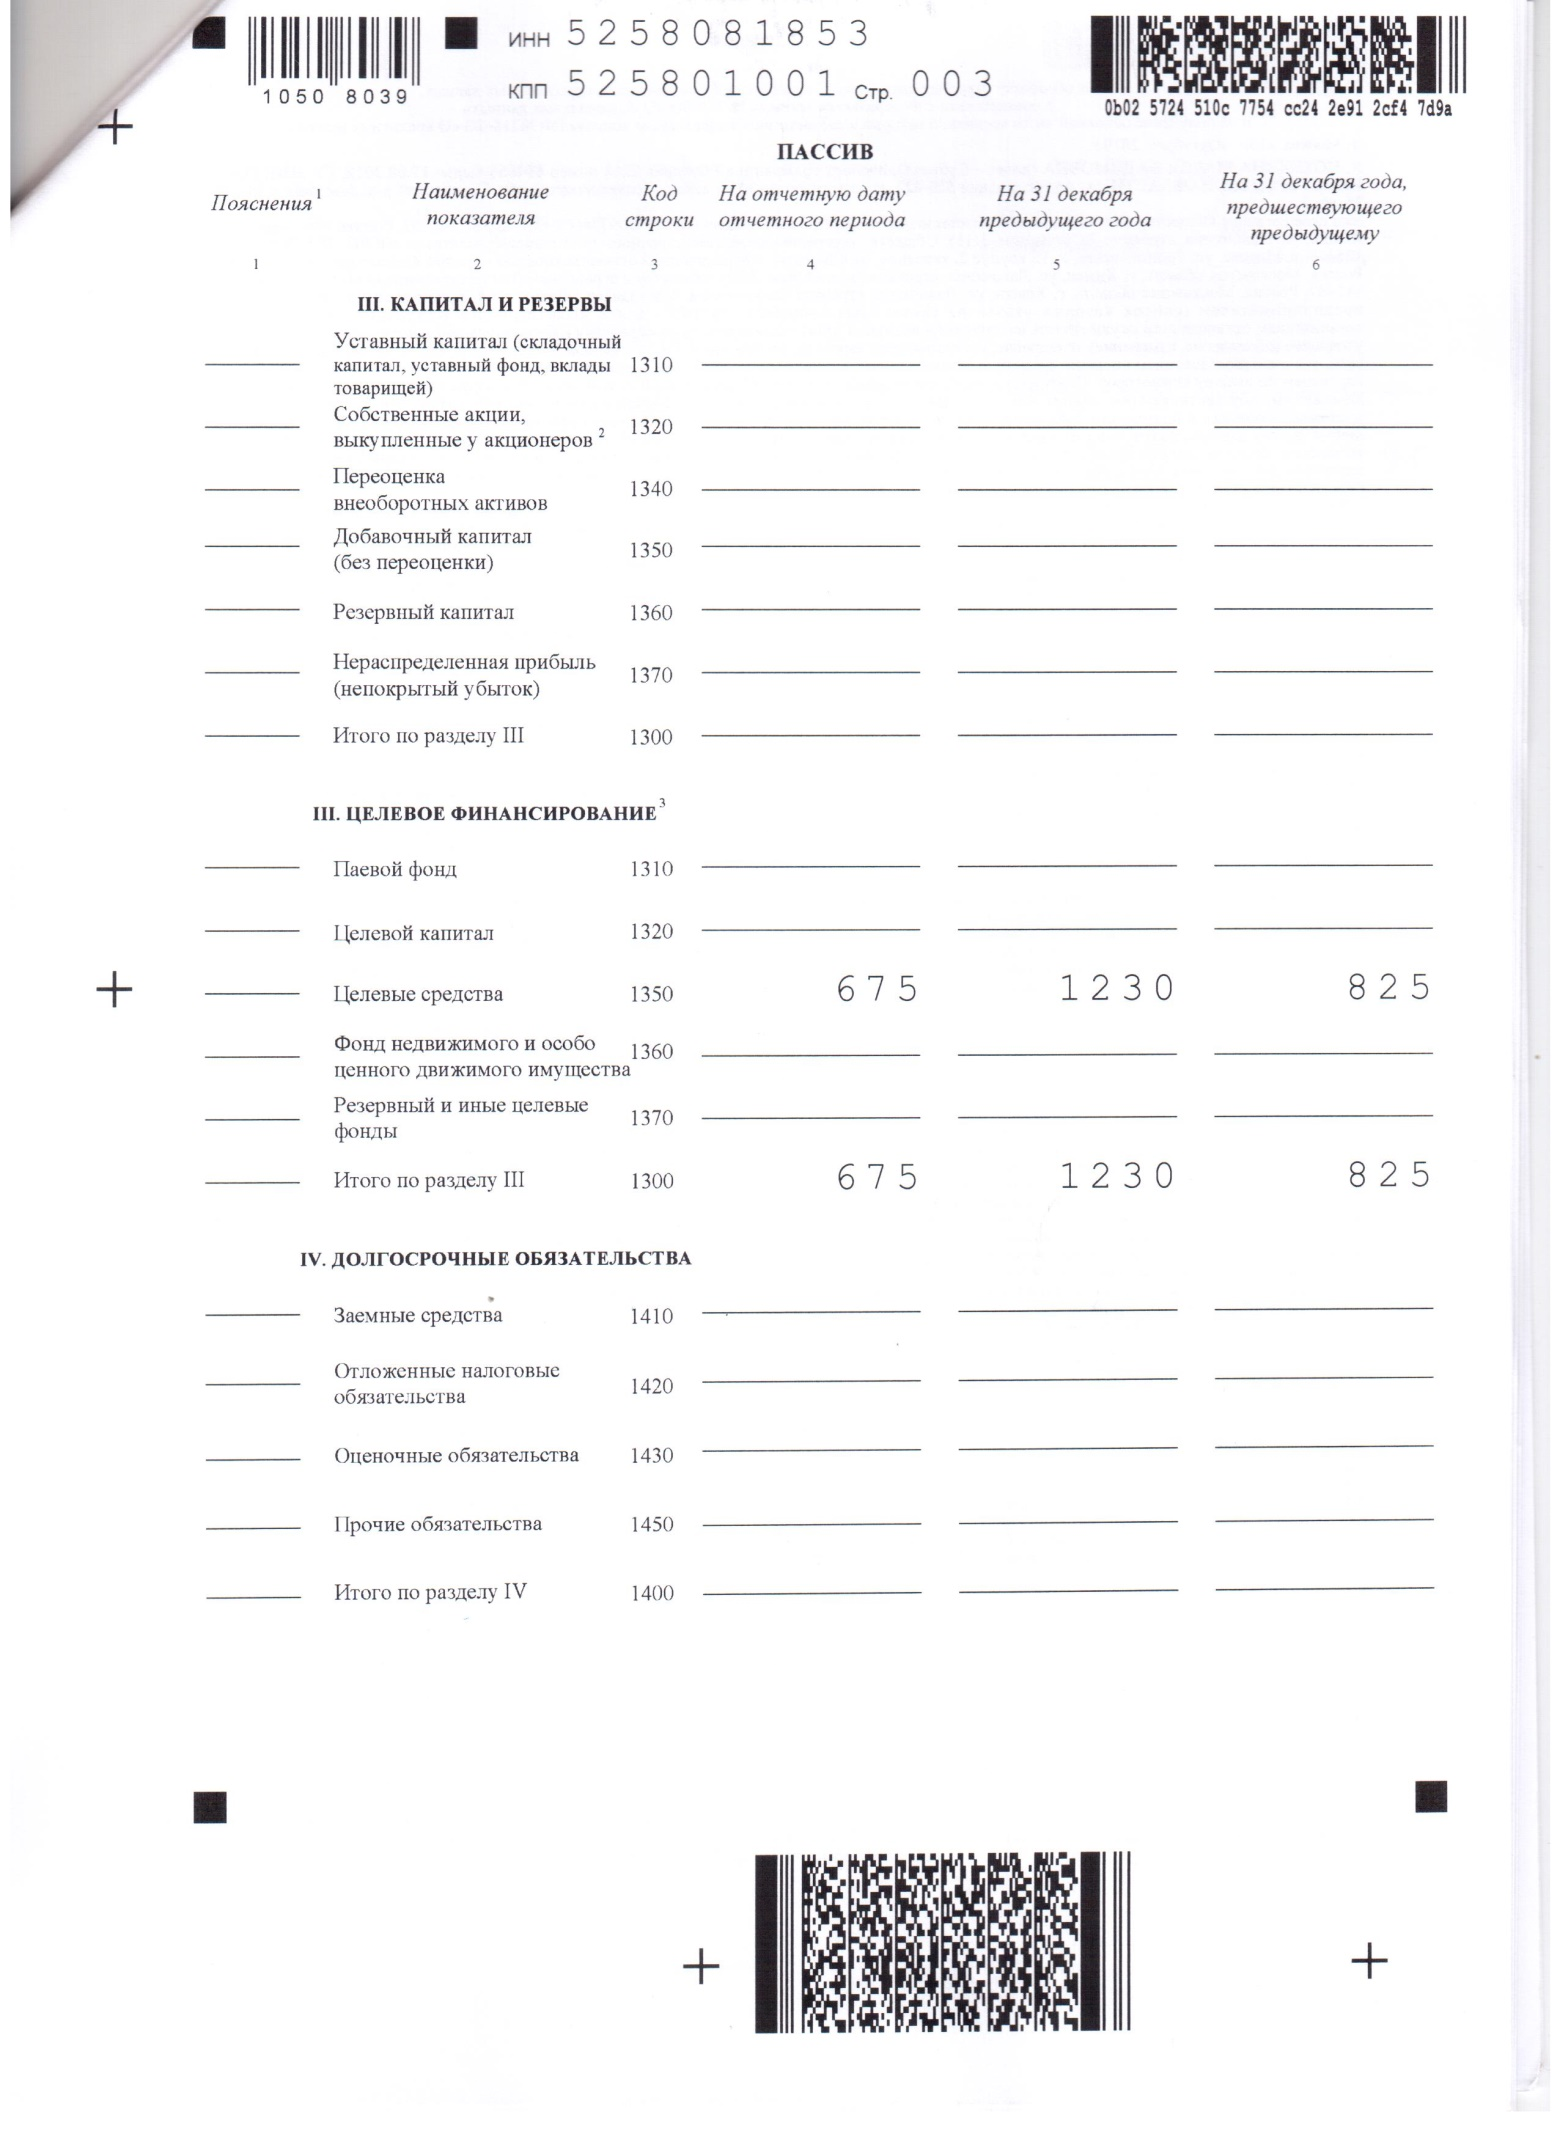 ИНН 5258081853
КПП 525801001 Стр. 003
1050 8039
0b02 5724 510c 7754 cc24 2e91 2cf4 7d9a
ПАССИВ
Пояснения 1 Наименование показателя Код строки На отчетную дату отчетного периода На 31 декабря предыдущего года На 31 декабря года, предшествующего предыдущему
1 2 3 4 5 6
III. КАПИТАЛ И РЕЗЕРВЫ
Уставный капитал (складочный
капитал, уставный фонд, вклады 1310
товарищей)
Собственные акции,
выкупленные у акционеров 2 1320
Переоценка
внеоборотных активов 1340
Добавочный капитал
(без переоценки) 1350
Резервный капитал 1360
Нераспределенная прибыль
(непокрытый убыток) 1370
Итого по разделу III 1300
III. ЦЕЛЕВОЕ ФИНАНСИРОВАНИЕ 3
Паевой фонд 1310
Целевой капитал 1320
Целевые средства 1350 675 1230 825
Фонд недвижимого и особо
ценного движимого имущества 1360
Резервный и иные целевые
фонды 1370
Итого по разделу III 1300 675 1230 825
IV. ДОЛГОСРОЧНЫЕ ОБЯЗАТЕЛЬСТВА
Заемные средства 1410
Отложенные налоговые
обязательства 1420
Оценочные обязательства 1430
Прочие обязательства 1450
Итого по разделу IV 1400